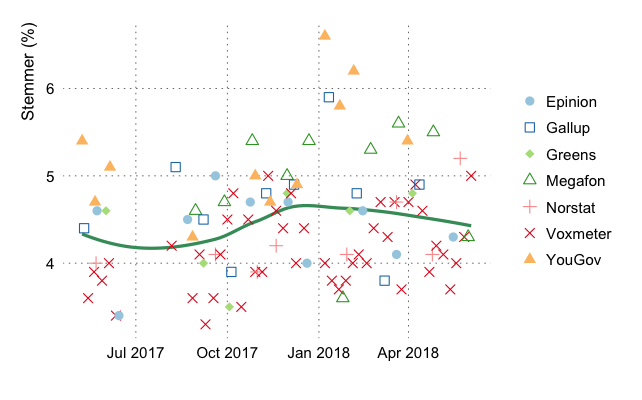 Stemmer (%)
6
5
4
Jul 2017
Oct 2017
Jan 2018
Apr 2018
Epinion
Gallup
Greens
Megafon
Norstat
Voxmeter
YouGov